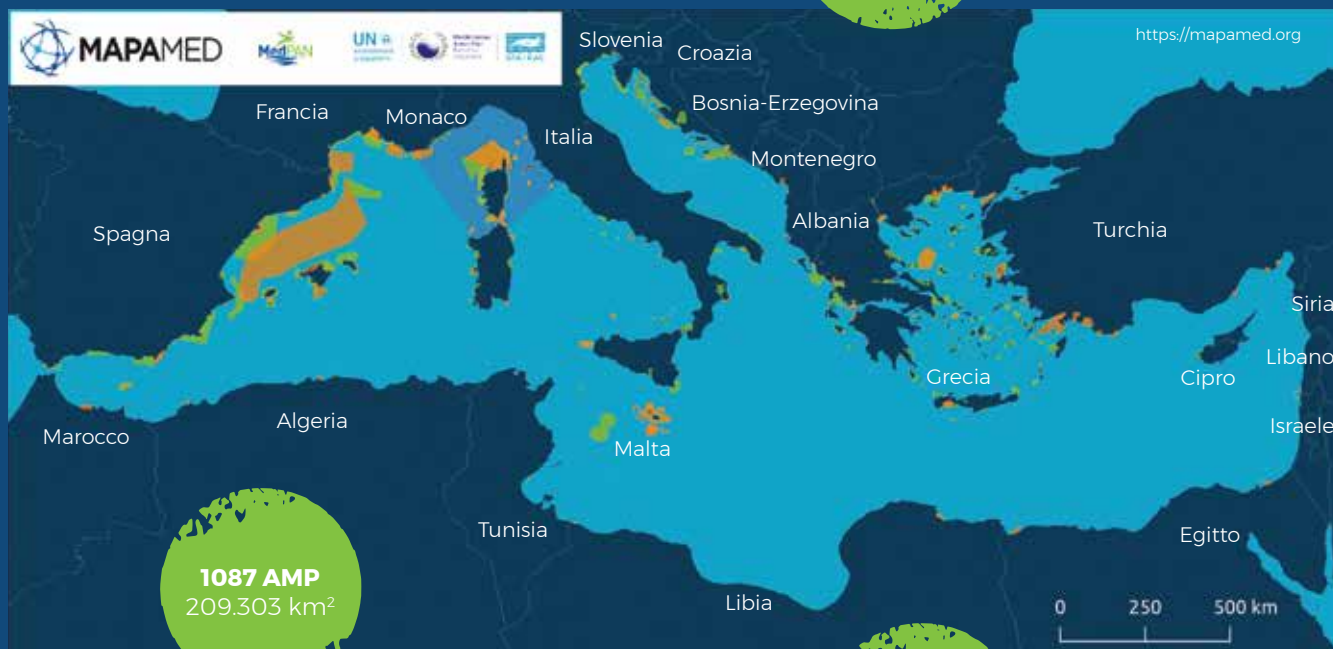 MAPAMED
MedPAN
UN
https://mapamed.org
Slovenia
Croazia
Bosnia-Erzegovina
Francia
Monaco
Italia
Montenegro
Spagna
Albania
Turchia
Siria
Libano
Cipro
Grecia
Israele
Marocco
Algeria
Malta
Tunisia
Egitto
Libia
1087 AMP
209.303 km²
0 250 500 km